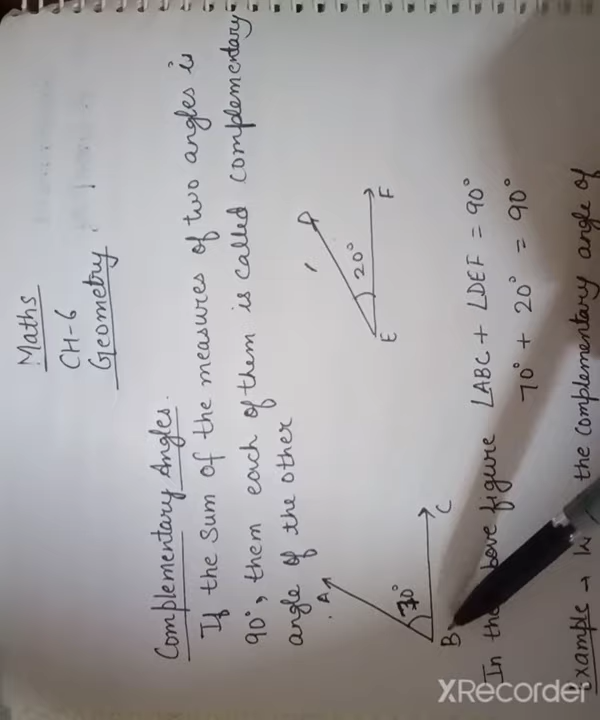 Maths
CH-6
Geometry.
Complementary Angles.
If the Sum of the measures of two angles is
90°, them each of them is called complementary
angle of the other
A
70°
B
C
D
20°
E
F
In the above figure ∠ABC + ∠DEF = 90°
70° + 20° = 90°
Example → the complementary angle of
XRecorder